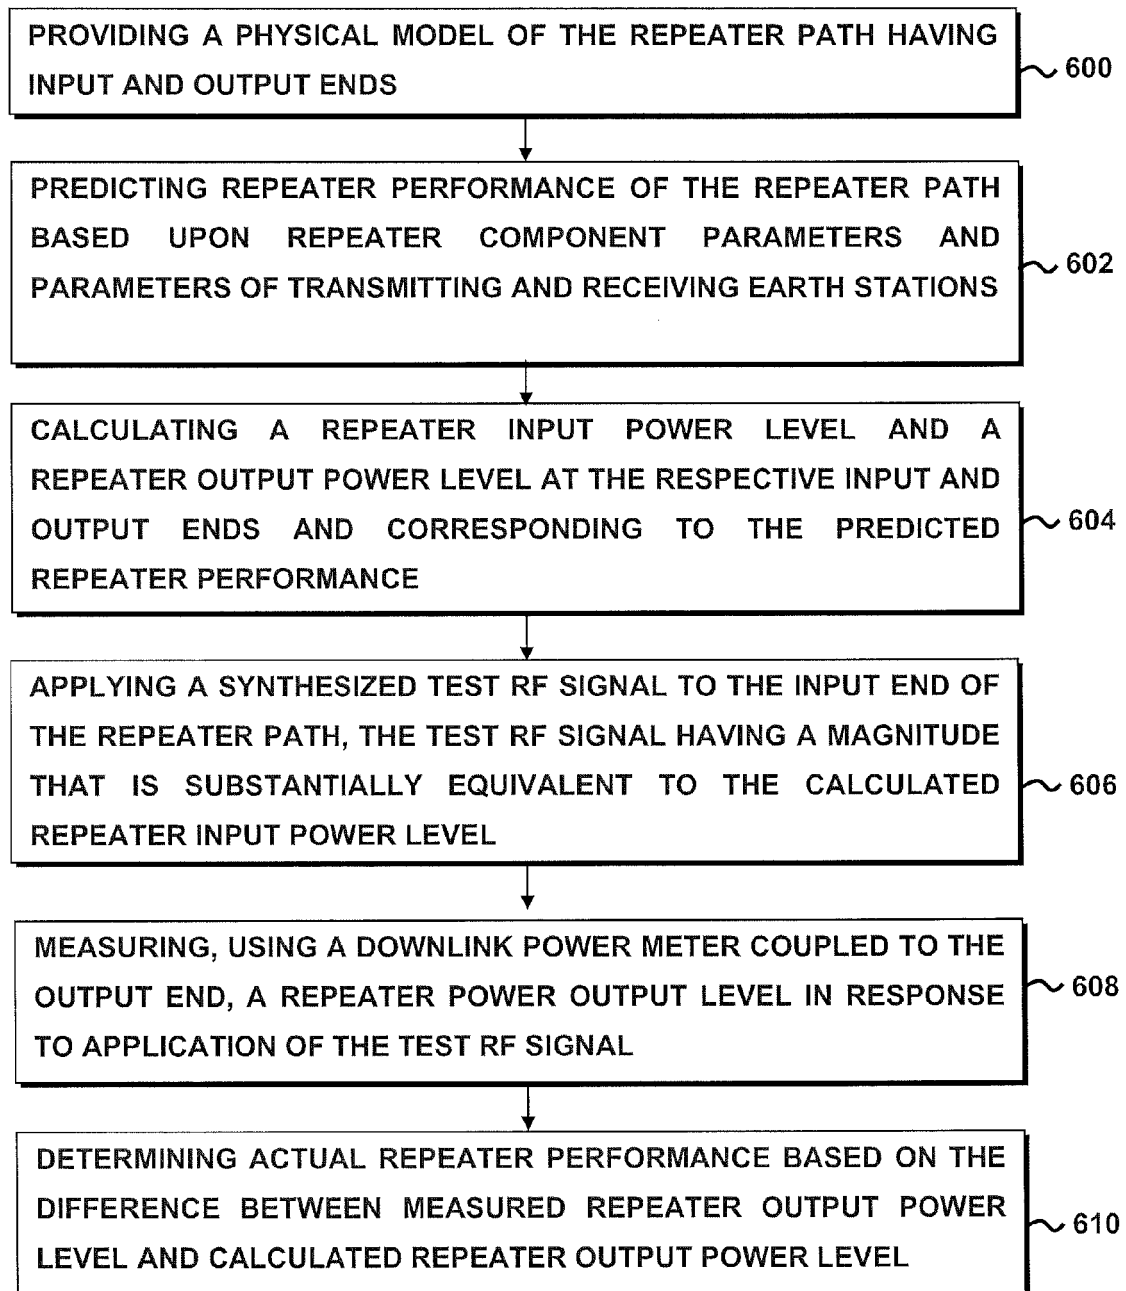 PROVIDING A PHYSICAL MODEL OF THE REPEATER PATH HAVING
INPUT AND OUTPUT ENDS
600
PREDICTING REPEATER PERFORMANCE OF THE REPEATER PATH
BASED UPON REPEATER COMPONENT PARAMETERS AND
PARAMETERS OF TRANSMITTING AND RECEIVING EARTH STATIONS
602
CALCULATING A REPEATER INPUT POWER LEVEL AND A
REPEATER OUTPUT POWER LEVEL AT THE RESPECTIVE INPUT AND
OUTPUT ENDS AND CORRESPONDING TO THE PREDICTED
REPEATER PERFORMANCE
604
APPLYING A SYNTHESIZED TEST RF SIGNAL TO THE INPUT END OF
THE REPEATER PATH, THE TEST RF SIGNAL HAVING A MAGNITUDE
THAT IS SUBSTANTIALLY EQUIVALENT TO THE CALCULATED
REPEATER INPUT POWER LEVEL
606
MEASURING, USING A DOWNLINK POWER METER COUPLED TO THE
OUTPUT END, A REPEATER POWER OUTPUT LEVEL IN RESPONSE
TO APPLICATION OF THE TEST RF SIGNAL
608
DETERMINING ACTUAL REPEATER PERFORMANCE BASED ON THE
DIFFERENCE BETWEEN MEASURED REPEATER OUTPUT POWER
LEVEL AND CALCULATED REPEATER OUTPUT POWER LEVEL
610